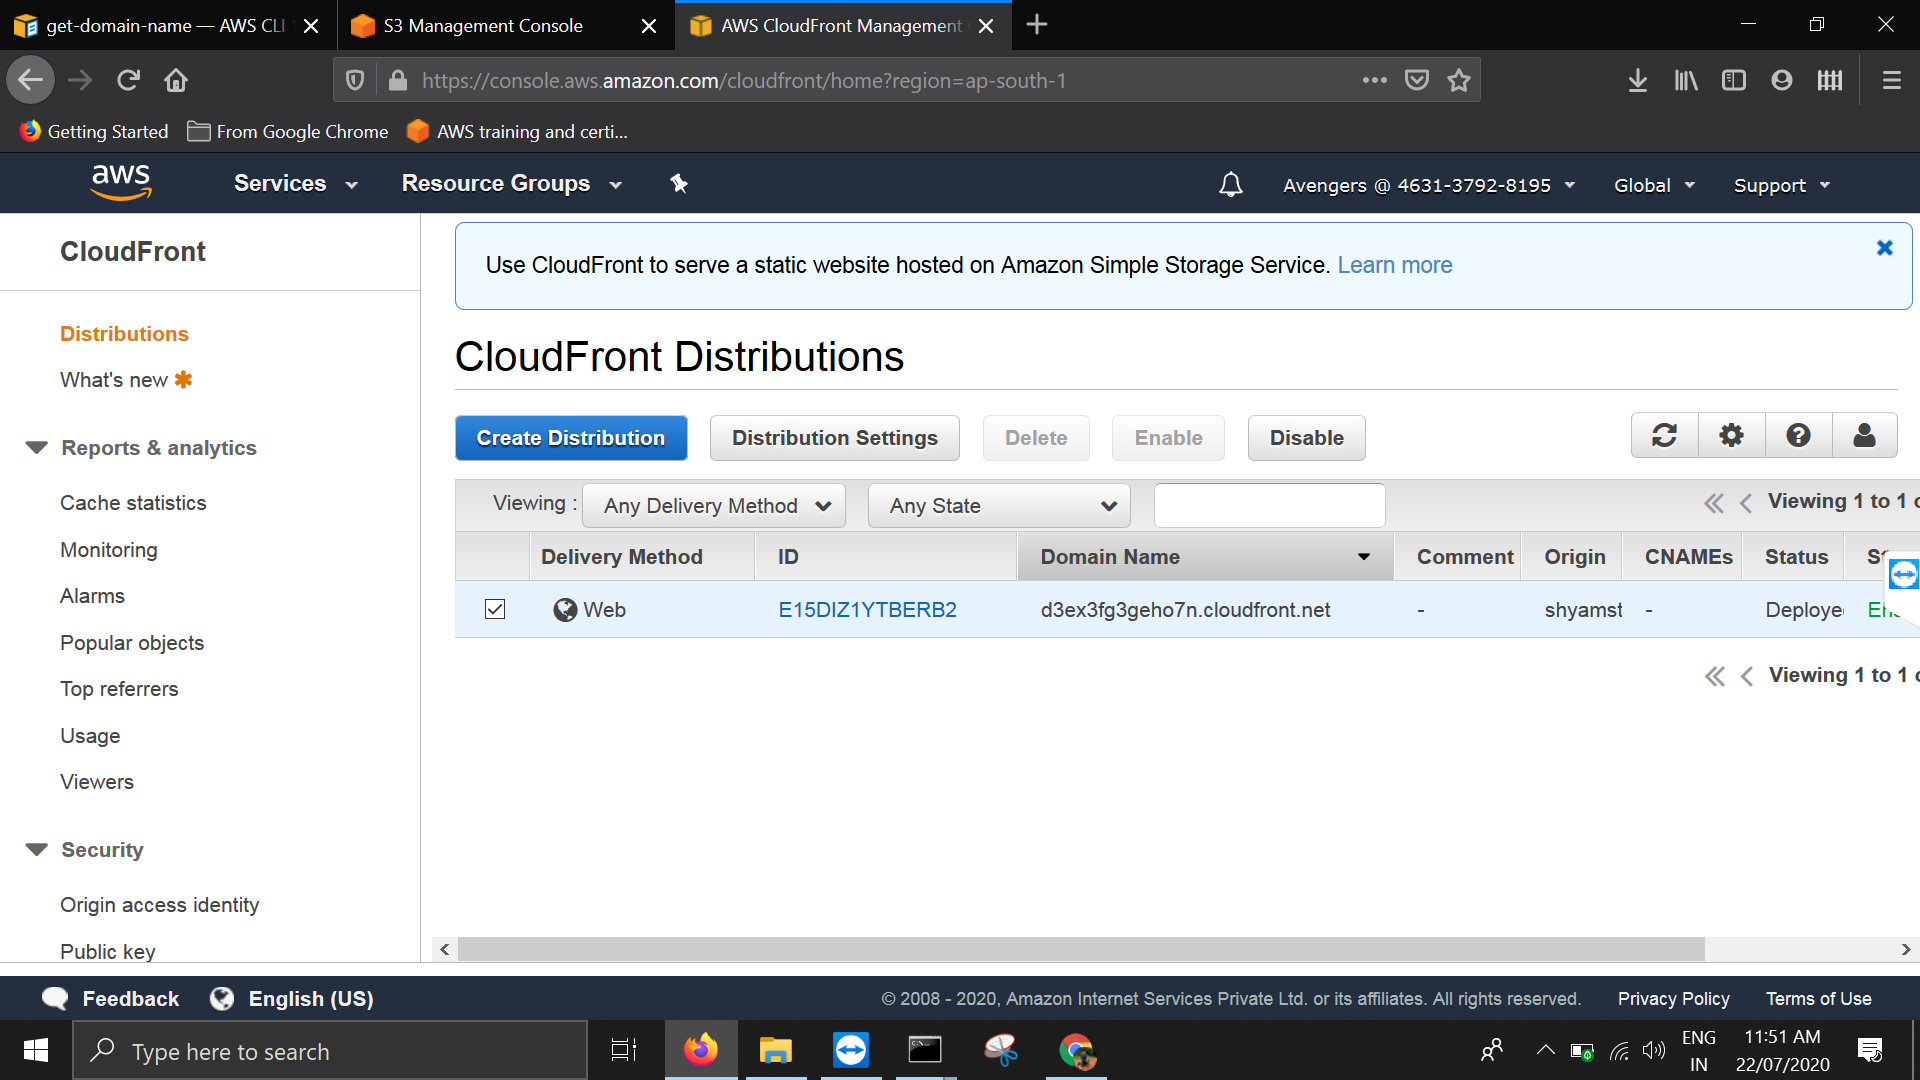 get-domain-name — AWS CLI
S3 Management Console
AWS CloudFront Management
https://console.aws.amazon.com/cloudfront/home?region=ap-south-1
Getting Started
From Google Chrome
AWS training and certi...
aws
Services
Resource Groups
Avengers @ 4631-3792-8195
Global
Support
CloudFront
Use CloudFront to serve a static website hosted on Amazon Simple Storage Service. Learn more
Distributions
What's new
CloudFront Distributions
Create Distribution
Distribution Settings
Delete
Enable
Disable
Reports & analytics
Viewing :
Any Delivery Method
Any State
Viewing 1 to 1 o
Cache statistics
Delivery Method
ID
Domain Name
Comment
Origin
CNAMEs
Status
Monitoring
Alarms
Web
E15DIZ1YTBERB2
d3ex3fg3geho7n.cloudfront.net
-
shyamst
-
Deploye
Popular objects
Top referrers
Viewing 1 to 1 o
Usage
Viewers
Security
Origin access identity
Public key
Feedback
English (US)
© 2008 - 2020, Amazon Internet Services Private Ltd. or its affiliates. All rights reserved.
Privacy Policy
Terms of Use
Type here to search
ENG
IN
11:51 AM
22/07/2020